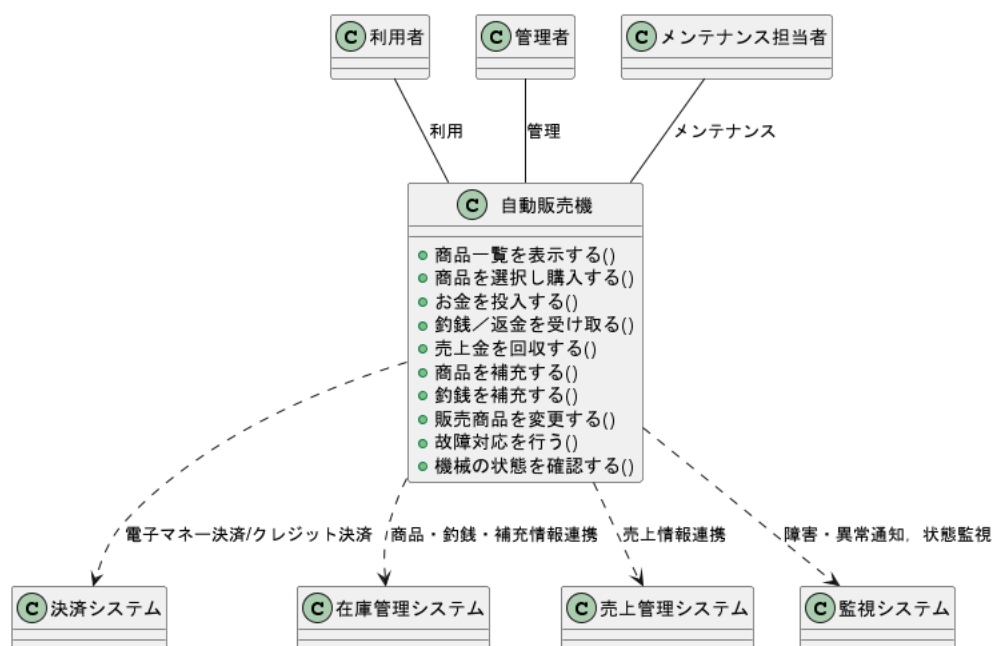 C 利用者
C 管理者
C メンテナンス担当者
利用
管理
メンテナンス
C 自動販売機
商品一覧を表示する()
商品を選択し購入する()
お金を投入する()
釣銭／返金を受け取る()
売上金を回収する()
商品を補充する()
釣銭を補充する()
販売商品を変更する()
故障対応を行う()
機械の状態を確認する()
電子マネー決済/クレジット決済
商品・釣銭・補充情報連携
売上情報連携
障害・異常通知，状態監視
C 決済システム
C 在庫管理システム
C 売上管理システム
C 監視システム